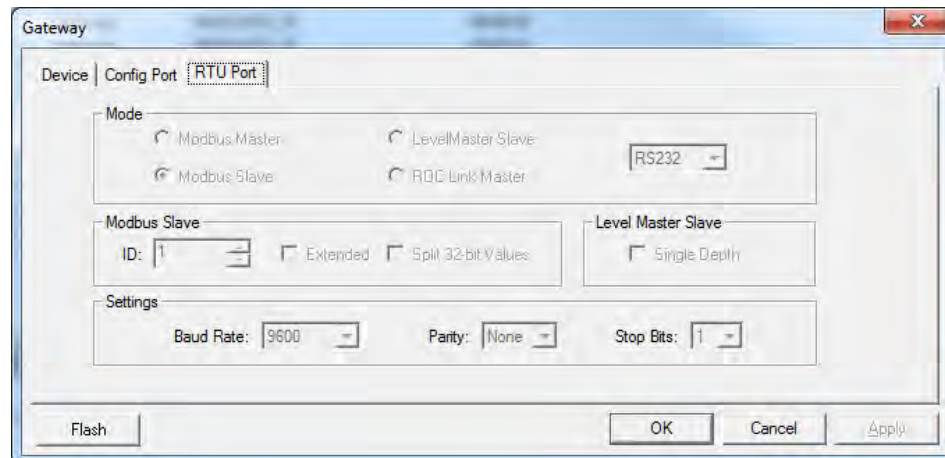 Gateway
Device Config Port RTU Port
Mode
Modbus Master LevelMaster Slave
RS232
Modbus Slave ROC Link Master
Modbus Slave Level Master Slave
ID: 1 Extended Split 32-bit Values Single Depth
Settings
Baud Rate: 9600 Parity: None Stop Bits: 1
Flash OK Cancel Apply